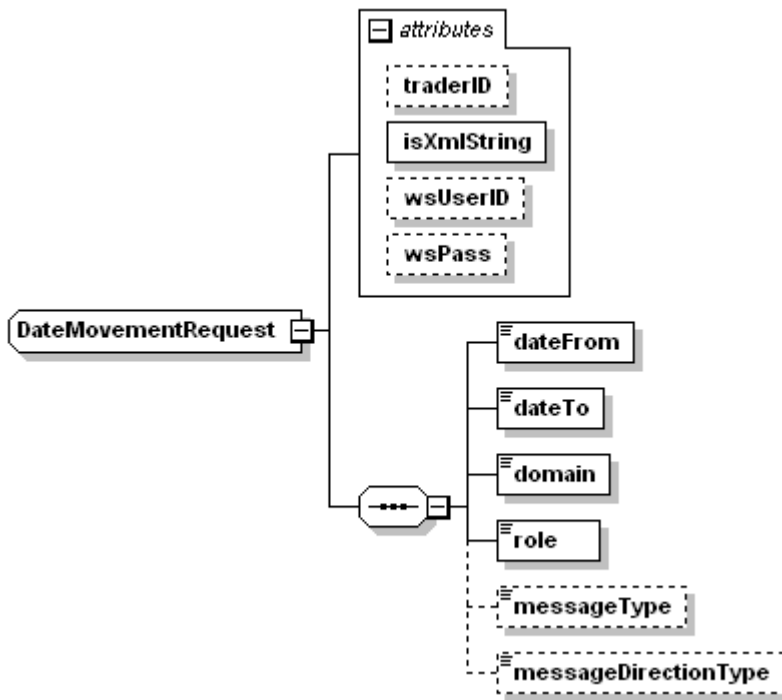 attributes
traderID
isXmlString
wsUserID
wsPass
DateMovementRequest
dateFrom
dateTo
domain
role
messageType
messageDirectionType